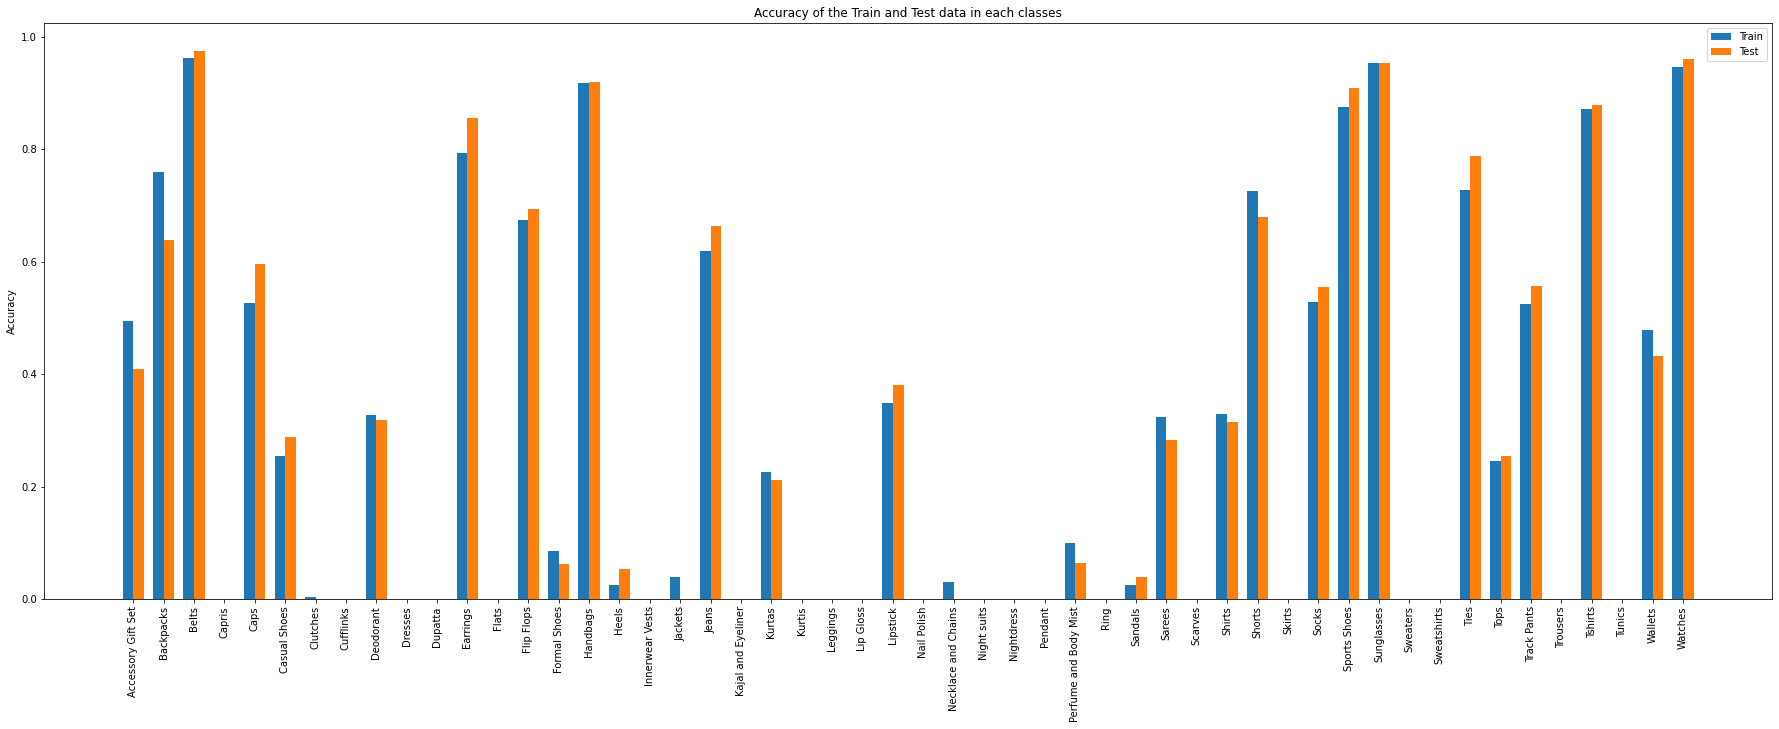 Accuracy of the Train and Test data in each classes
Train
Test
Accuracy
1.0
0.8
0.6
0.4
0.2
0.0
Accessory Gift Set
Backpacks
Belts
Capris
Caps
Casual Shoes
Clutches
Cufflinks
Deodorant
Dresses
Dupatta
Earrings
Flats
Flip Flops
Formal Shoes
Handbags
Heels
Innerwear Vests
Jackets
Jeans
Kajal and Eyeliner
Kurtas
Kurtis
Leggings
Lip Gloss
Lipstick
Nail Polish
Necklace and Chains
Night suits
Nightdress
Pendant
Perfume and Body Mist
Ring
Sandals
Sarees
Scarves
Shirts
Shorts
Skirts
Socks
Sports Shoes
Sunglasses
Sweaters
Sweatshirts
Ties
Tops
Track Pants
Trousers
Tshirts
Tunics
Wallets
Watches